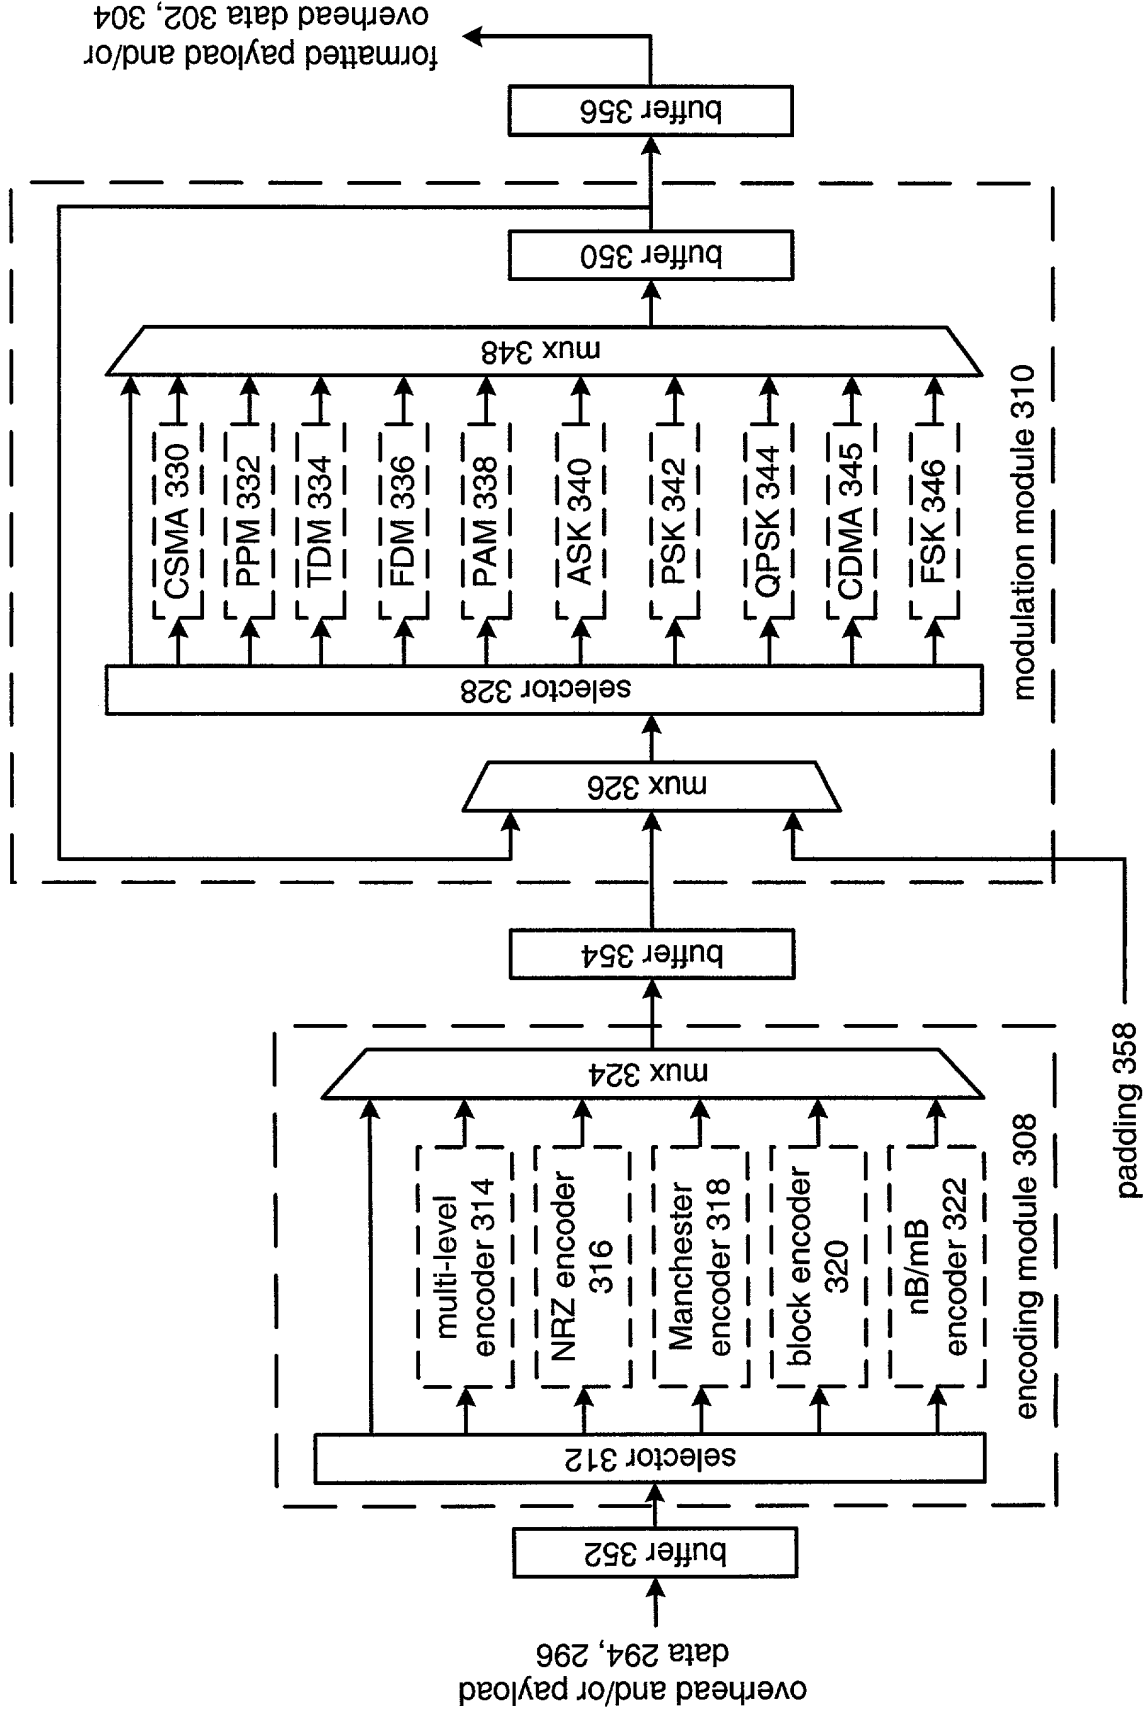 overhead and/or payload
data 294, 296
buffer 352
selector 312
multi-level
encoder 314
NRZ encoder
316
Manchester
encoder 318
block encoder
320
nB/mB
encoder 322
mux 324
encoding module 308
buffer 354
padding 358
mux 326
selector 328
CSMA 330
PPM 332
TDM 334
FDM 336
PAM 338
ASK 340
PSK 342
QPSK 344
CDMA 345
FSK 346
mux 348
buffer 350
modulation module 310
buffer 356
formatted payload and/or
overhead data 302, 304